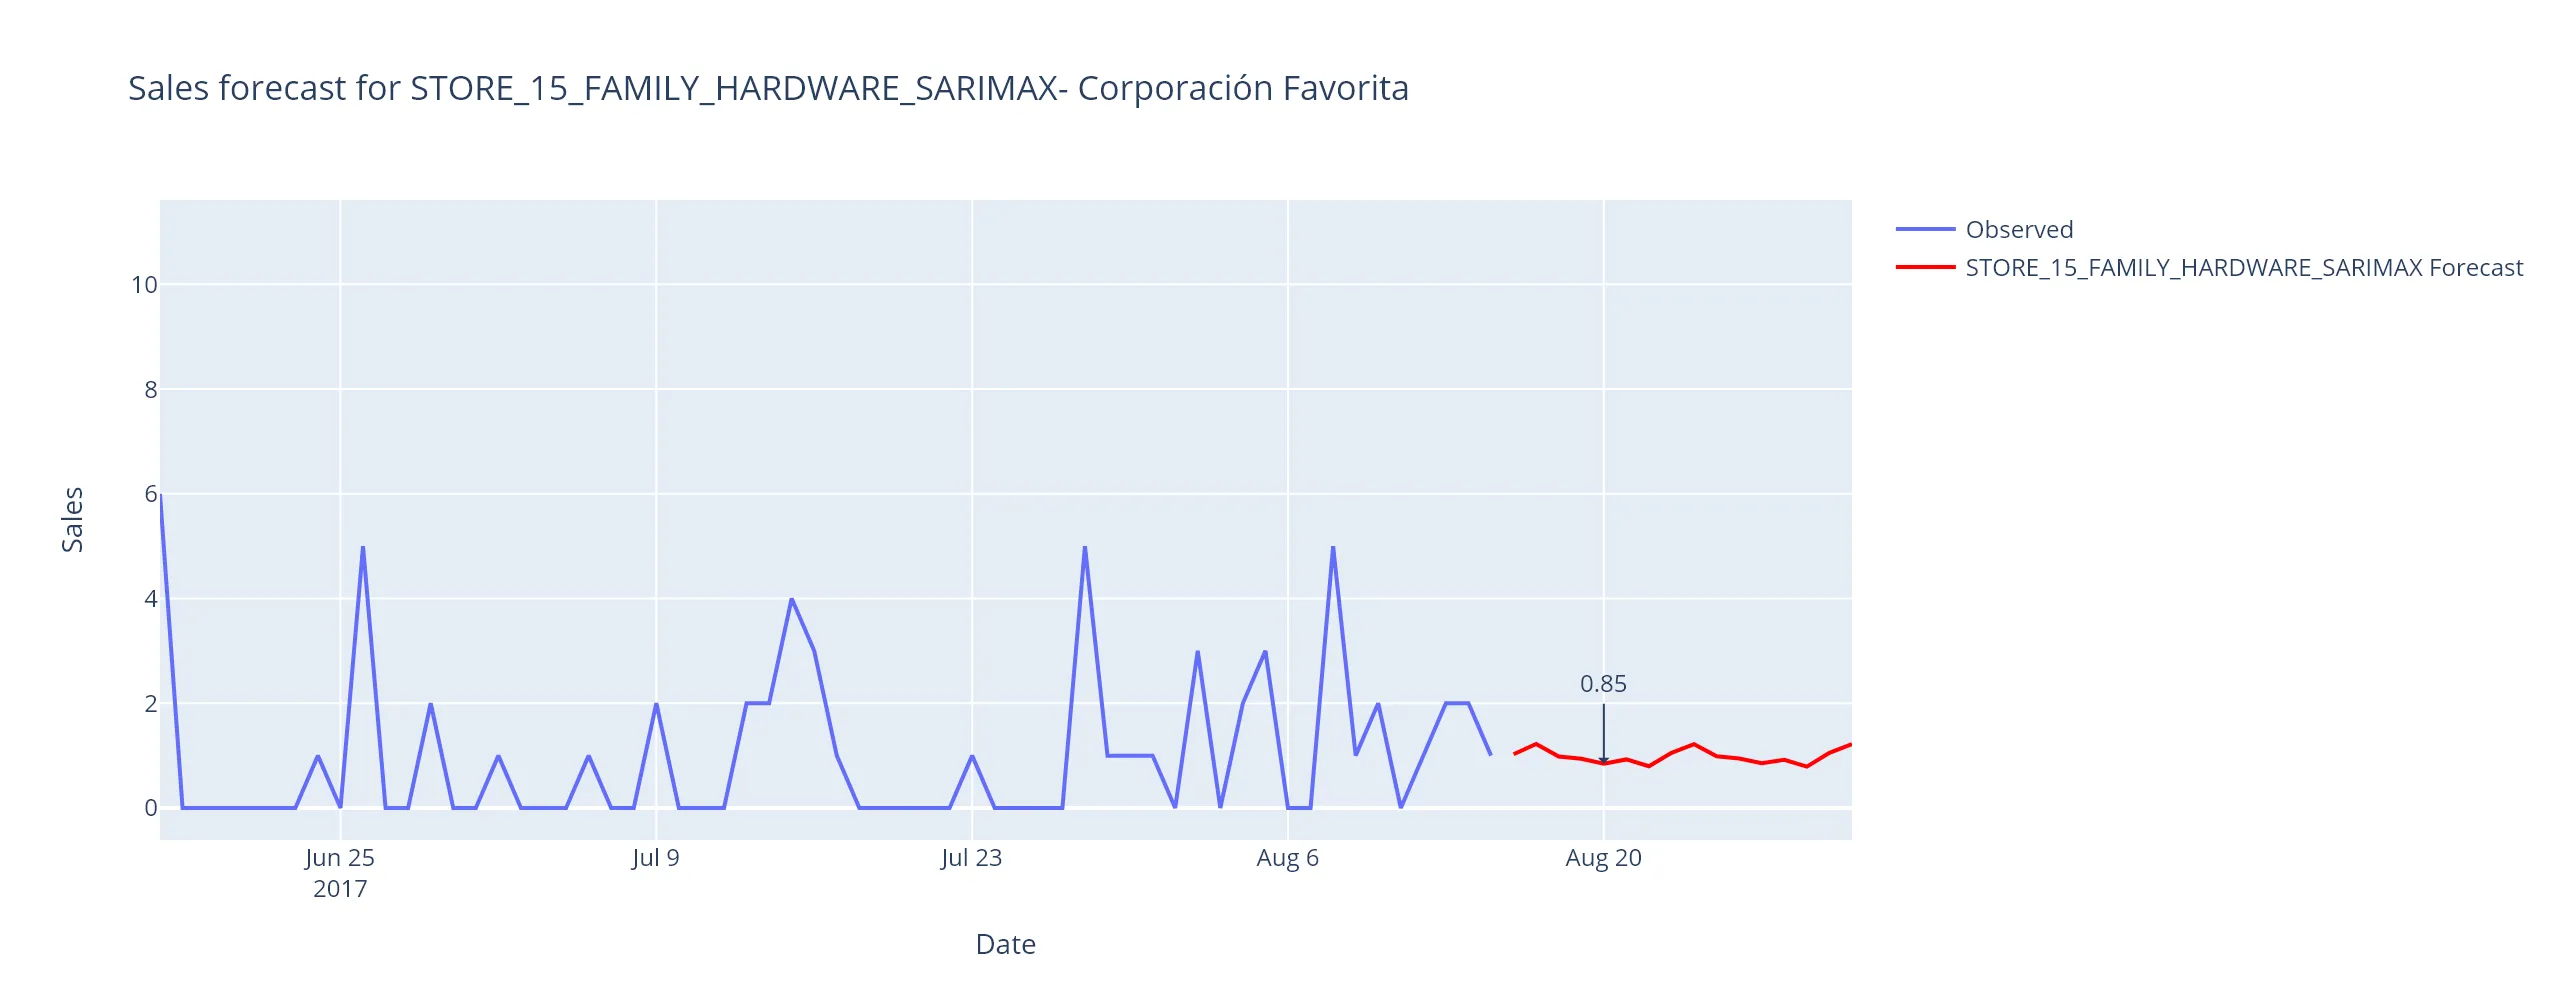 Sales forecast for STORE_15_FAMILY_HARDWARE_SARIMAX- Corporación Favorita
Observed
STORE_15_FAMILY_HARDWARE_SARIMAX Forecast
10
8
6
4
2
0
Sales
0.85
Jun 25
2017
Jul 9
Jul 23
Aug 6
Aug 20
Date